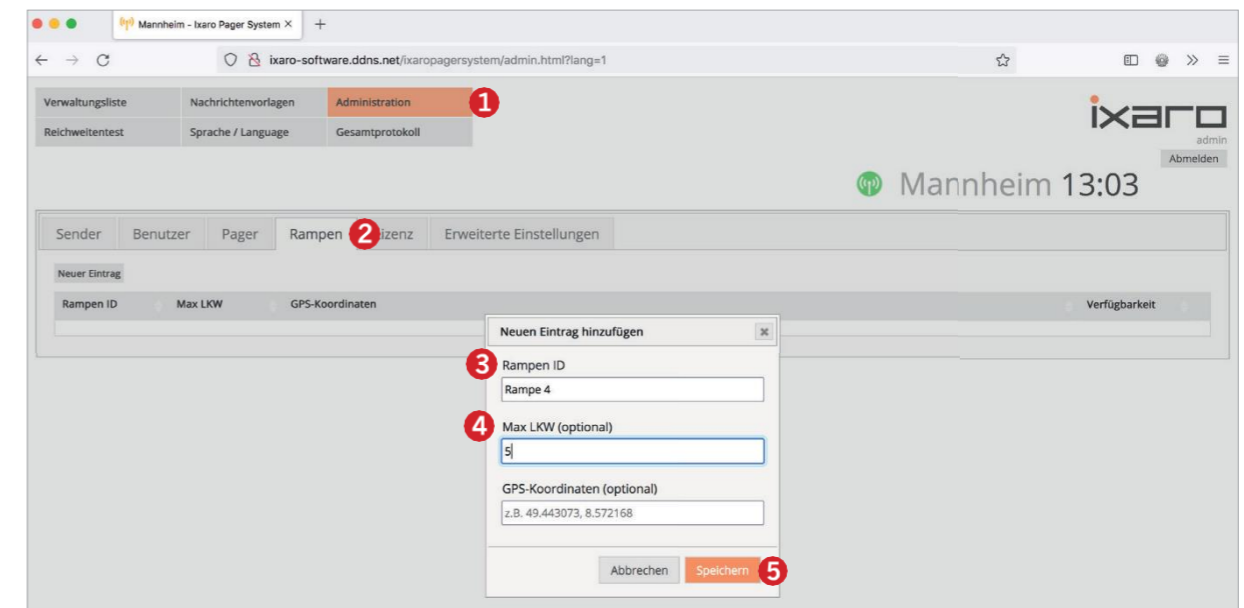 Mannheim - Ixaro Pager System × +
ixaro-software.ddns.net/ixaropagersystem/admin.html?lang=1
Verwaltungsliste Nachrichtenvorlagen Administration 1
Reichweitentest Sprache / Language Gesamtprotokoll
ixaro
admin
Abmelden
Mannheim 13:03
Sender Benutzer Pager Rampen 2 izenz Erweiterte Einstellungen
Neuer Eintrag
Rampen ID Max LKW GPS-Koordinaten Verfügbarkeit
Neuen Eintrag hinzufügen
3 Rampen ID
Rampe 4
4 Max LKW (optional)
5
GPS-Koordinaten (optional)
z.B. 49.443073, 8.572168
Abbrechen Speichern 5